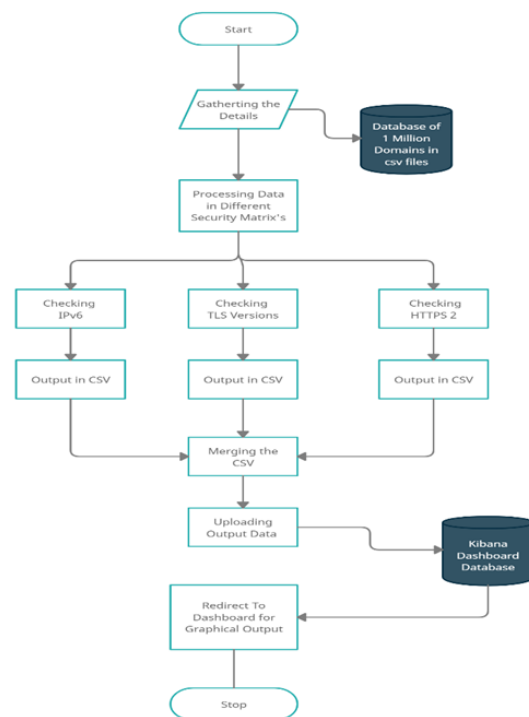 Start
Gatherting the
Details
Database of
1 Million
Domains in
csv files
Processing Data
in Different
Security Matrix's
Checking
IPv6
Checking
TLS Versions
Checking
HTTPS 2
Output in CSV
Output in CSV
Output in CSV
Merging the
CSV
Uploading
Output Data
Kibana
Dashboard
Database
Redirect To
Dashboard for
Graphical Output
Stop